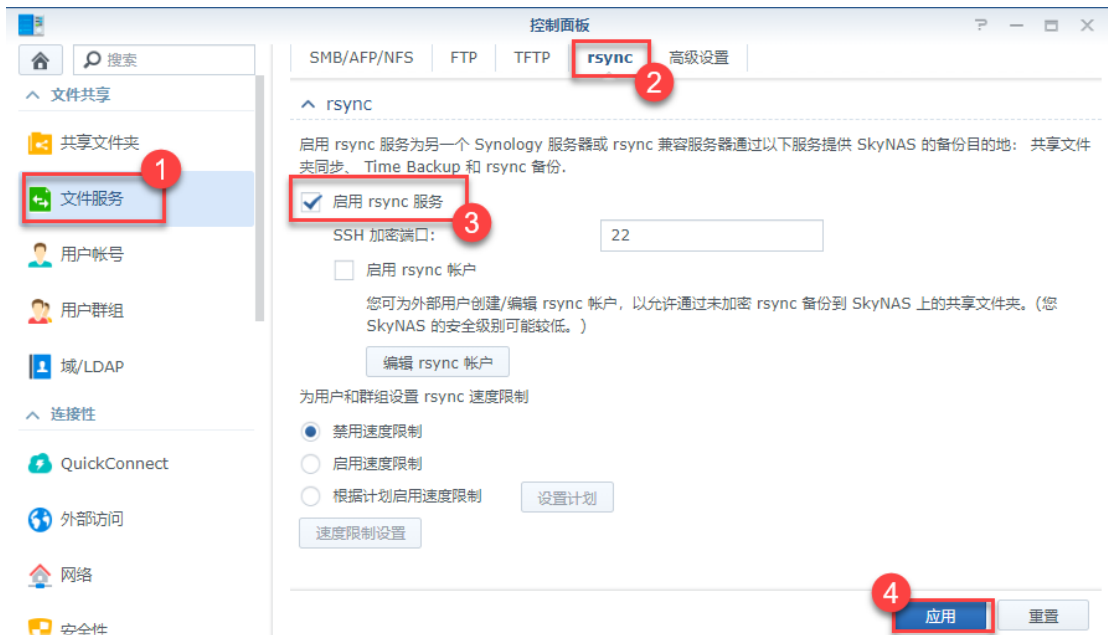 控制面板
搜索
SMB/AFP/NFS FTP TFTP rsync 高级设置
2
文件共享
共享文件夹
1
文件服务
用户帐号
用户群组
域/LDAP
连接性
QuickConnect
外部访问
网络
安全性
rsync
启用 rsync 服务为另一个 Synology 服务器或 rsync 兼容服务器通过以下服务提供 SkyNAS 的备份目的地: 共享文件
夹同步、 Time Backup 和 rsync 备份.
启用 rsync 服务
3
SSH 加密端口: 22
启用 rsync 帐户
您可为外部用户创建/编辑 rsync 帐户, 以允许通过未加密 rsync 备份到 SkyNAS 上的共享文件夹。(您
SkyNAS 的安全级别可能较低。)
编辑 rsync 帐户
为用户和群组设置 rsync 速度限制
禁用速度限制
启用速度限制
根据计划启用速度限制 设置计划
速度限制设置
4
应用 重置